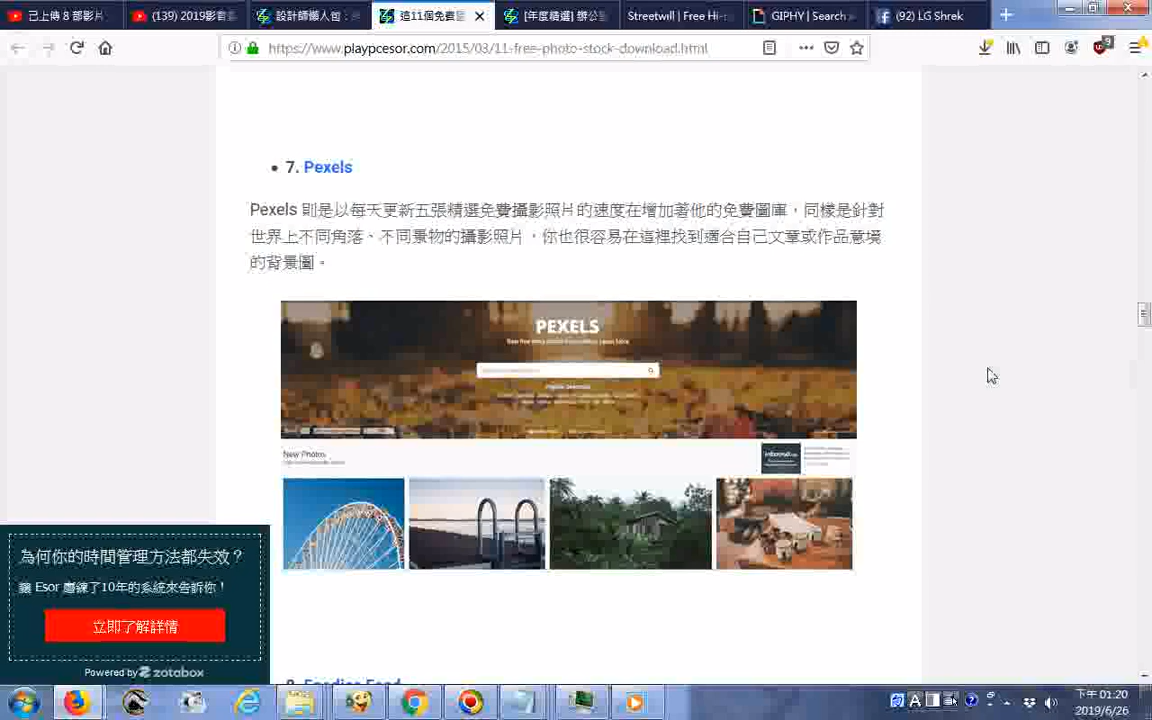 己上傳 8 部影片
(139) 2019影音
設計師懶人包：
這11個免費
[年度精選] 辦公
Streetwill | Free Hi-
GIPHY | Search
(92) LG Shrek
https://www.playpcesor.com/2015/03/11-free-photo-stock-download.html
9
7. Pexels
Pexels 則是以每天更新五張精選免費攝影照片的速度在增加著他的免費圖庫，同樣是針對
世界上不同角落、不同景物的攝影照片，你也很容易在這裡找到適合自己文章或作品意境
的背景圖。
PEXELS
New Photos
為何你的時間管理方法都失效？
讓 Esor 磨練了10年的系統來告訴你！
立即了解詳情
Powered by zotabox
下午 01:20
2019/6/26